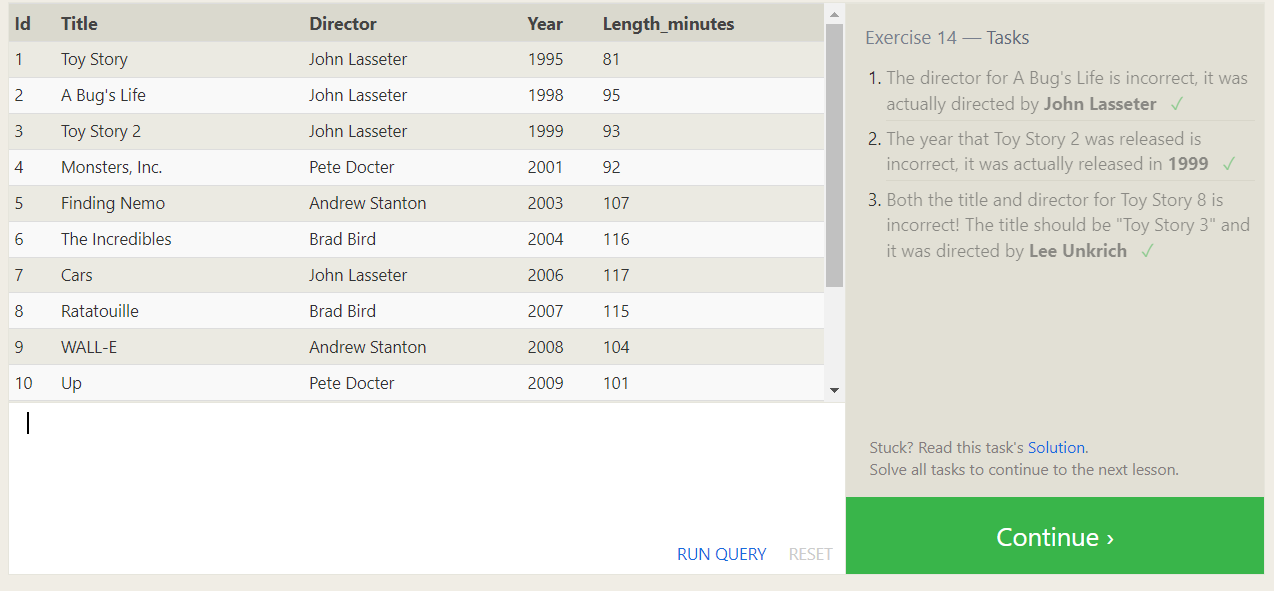 Id Title Director Year Length_minutes
1 Toy Story John Lasseter 1995 81
2 A Bug's Life John Lasseter 1998 95
3 Toy Story 2 John Lasseter 1999 93
4 Monsters, Inc. Pete Docter 2001 92
5 Finding Nemo Andrew Stanton 2003 107
6 The Incredibles Brad Bird 2004 116
7 Cars John Lasseter 2006 117
8 Ratatouille Brad Bird 2007 115
9 WALL-E Andrew Stanton 2008 104
10 Up Pete Docter 2009 101
RUN QUERY RESET
Exercise 14 — Tasks
1. The director for A Bug's Life is incorrect, it was
actually directed by John Lasseter ✓
2. The year that Toy Story 2 was released is
incorrect, it was actually released in 1999 ✓
3. Both the title and director for Toy Story 8 is
incorrect! The title should be "Toy Story 3" and
it was directed by Lee Unkrich ✓
Stuck? Read this task's Solution.
Solve all tasks to continue to the next lesson.
Continue ›